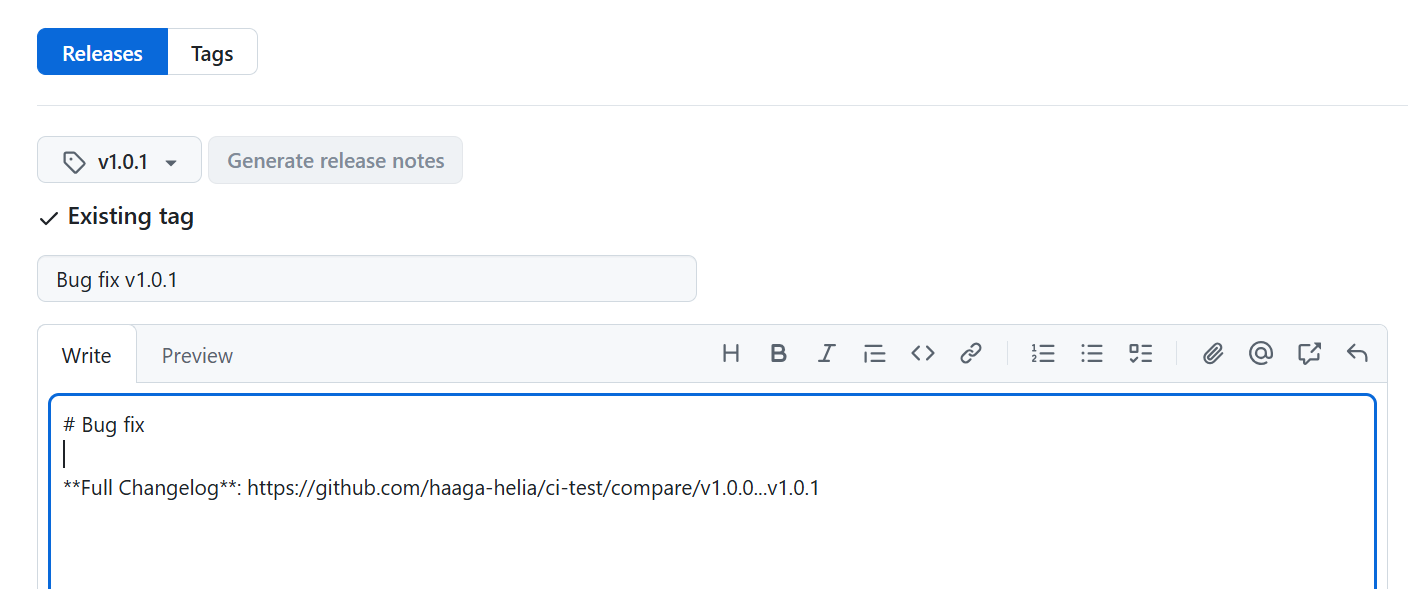 Releases Tags
v1.0.1 Generate release notes
Existing tag
Bug fix v1.0.1
Write Preview
# Bug fix
**Full Changelog**: https://github.com/haaga-helia/ci-test/compare/v1.0.0...v1.0.1